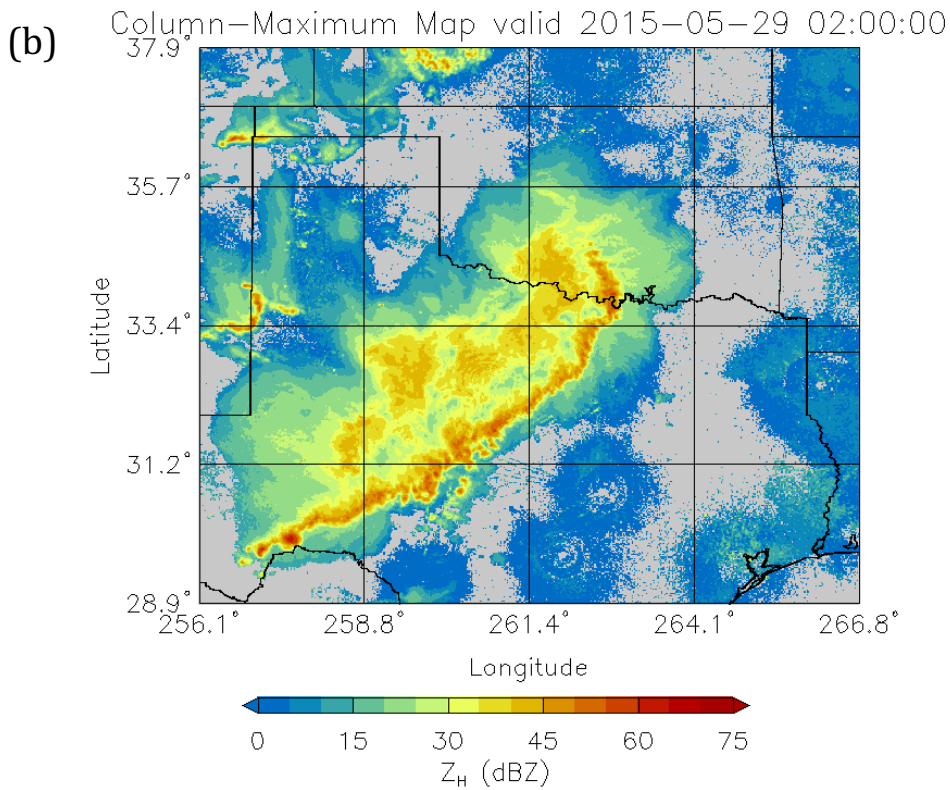 (b)
Column-Maximum Map valid 2015-05-29 02:00:00
37.9°
35.7°
33.4°
31.2°
28.9°
Latitude
256.1° 258.8° 261.4° 264.1° 266.8°
Longitude
0 15 30 45 60 75
Z_H (dBZ)